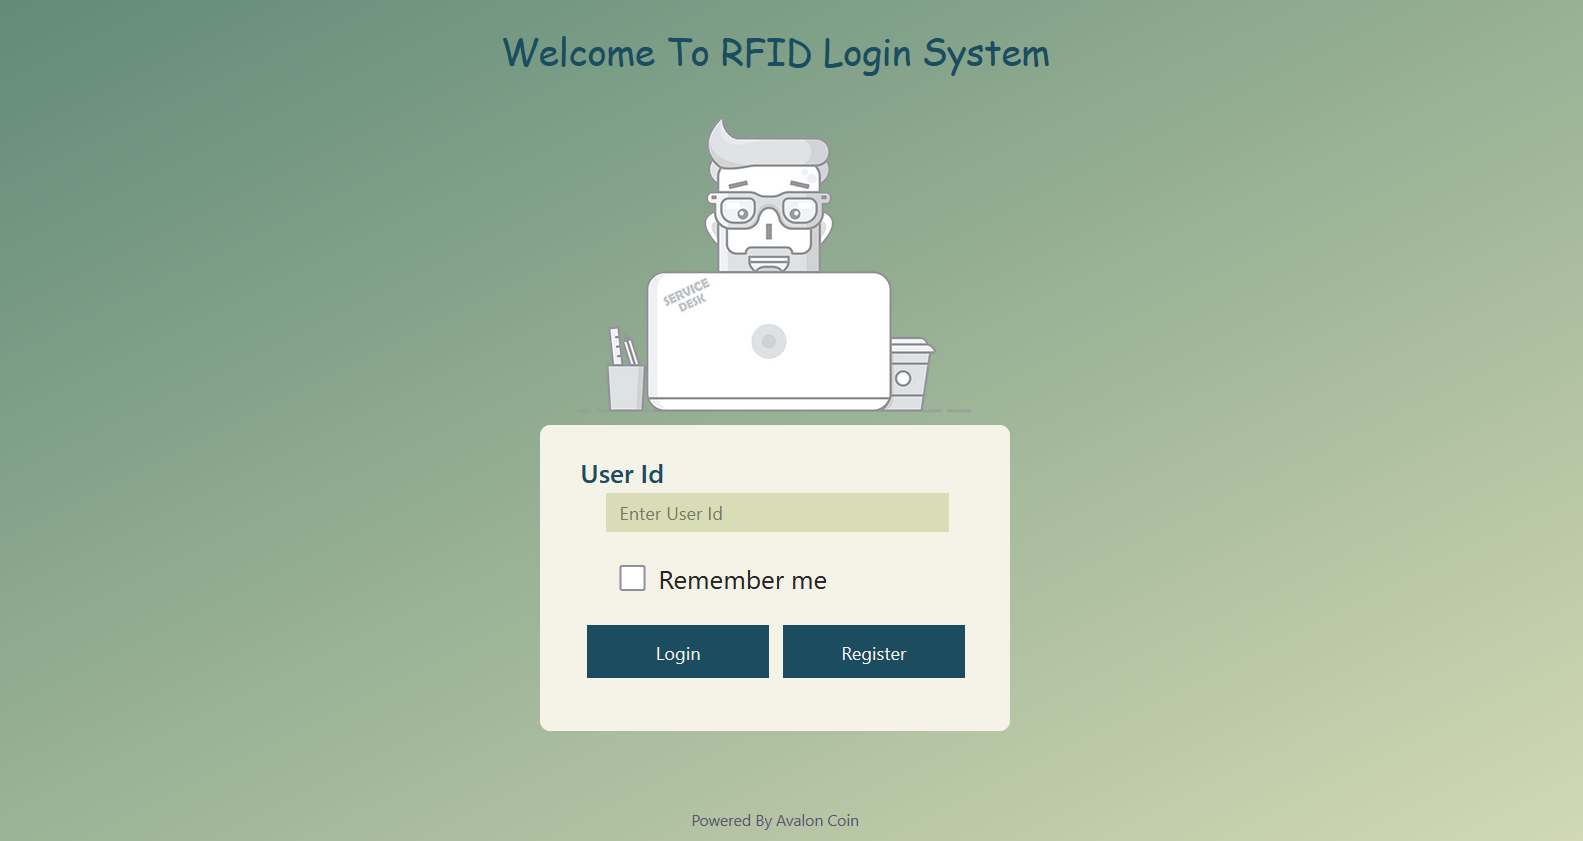 Welcome To RFID Login System
SERVICE
DESK
User Id
Enter User Id
Remember me
Login
Register
Powered By Avalon Coin